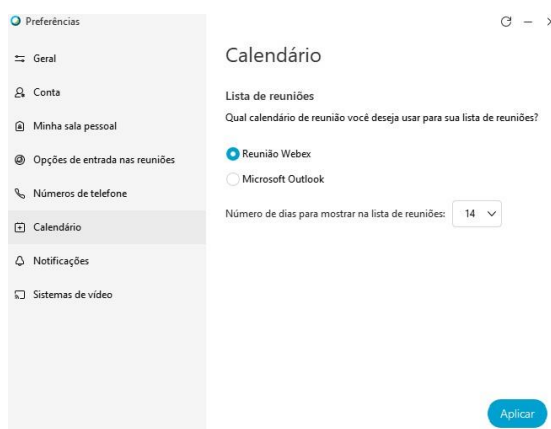 Preferências
Geral
Conta
Minha sala pessoal
Opções de entrada nas reuniões
Números de telefone
Calendário
Notificações
Sistemas de vídeo
Calendário
Lista de reuniões
Qual calendário de reunião você deseja usar para sua lista de reuniões?
Reunião Webex
Microsoft Outlook
Número de dias para mostrar na lista de reuniões: 14
Aplicar